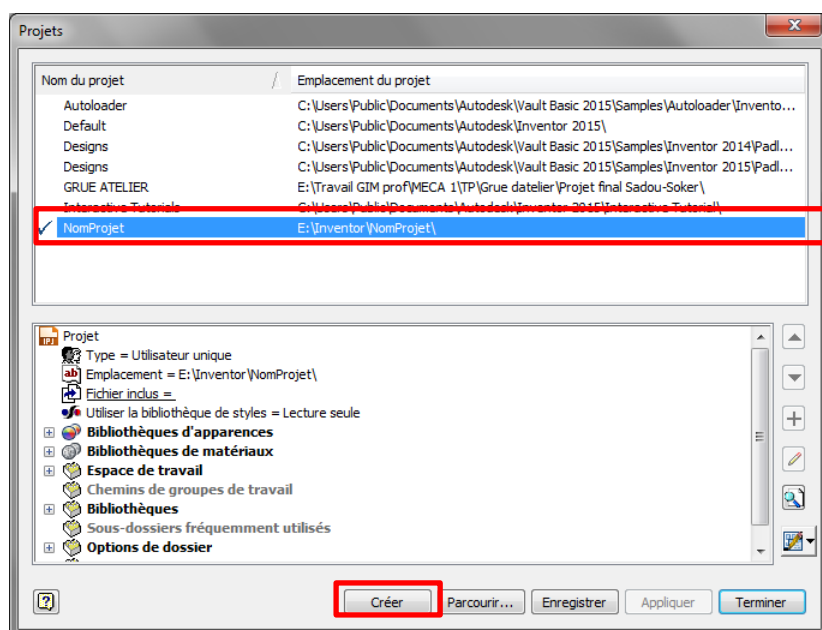 Projets
Nom du projet / Emplacement du projet
Autoloader C:\Users\Public\Documents\Autodesk\Vault Basic 2015\Samples\Autoloader\Invento...
Default C:\Users\Public\Documents\Autodesk\Inventor 2015\
Designs C:\Users\Public\Documents\Autodesk\Vault Basic 2015\Samples\Inventor 2014\Padl...
Designs C:\Users\Public\Documents\Autodesk\Vault Basic 2015\Samples\Inventor 2015\Padl...
GRUE ATELIER E:\Travail GIM prof\MECA 1\TP\Grue datelier\Projet final Sadou-Soker\
Interactive Tutorials C:\Users\Public\Documents\Autodesk\Inventor 2015\Interactive Tutorial\
NomProjet E:\Inventor\NomProjet\
IPJ Projet
Type = Utilisateur unique
ab Emplacement = E:\Inventor\NomProjet\
Fichier inclus =
Utiliser la bibliothèque de styles = Lecture seule
Bibliothèques d'apparences
Bibliothèques de matériaux
Espace de travail
Chemins de groupes de travail
Bibliothèques
Sous-dossiers fréquemment utilisés
Options de dossier
Créer Parcourir... Enregistrer Appliquer Terminer